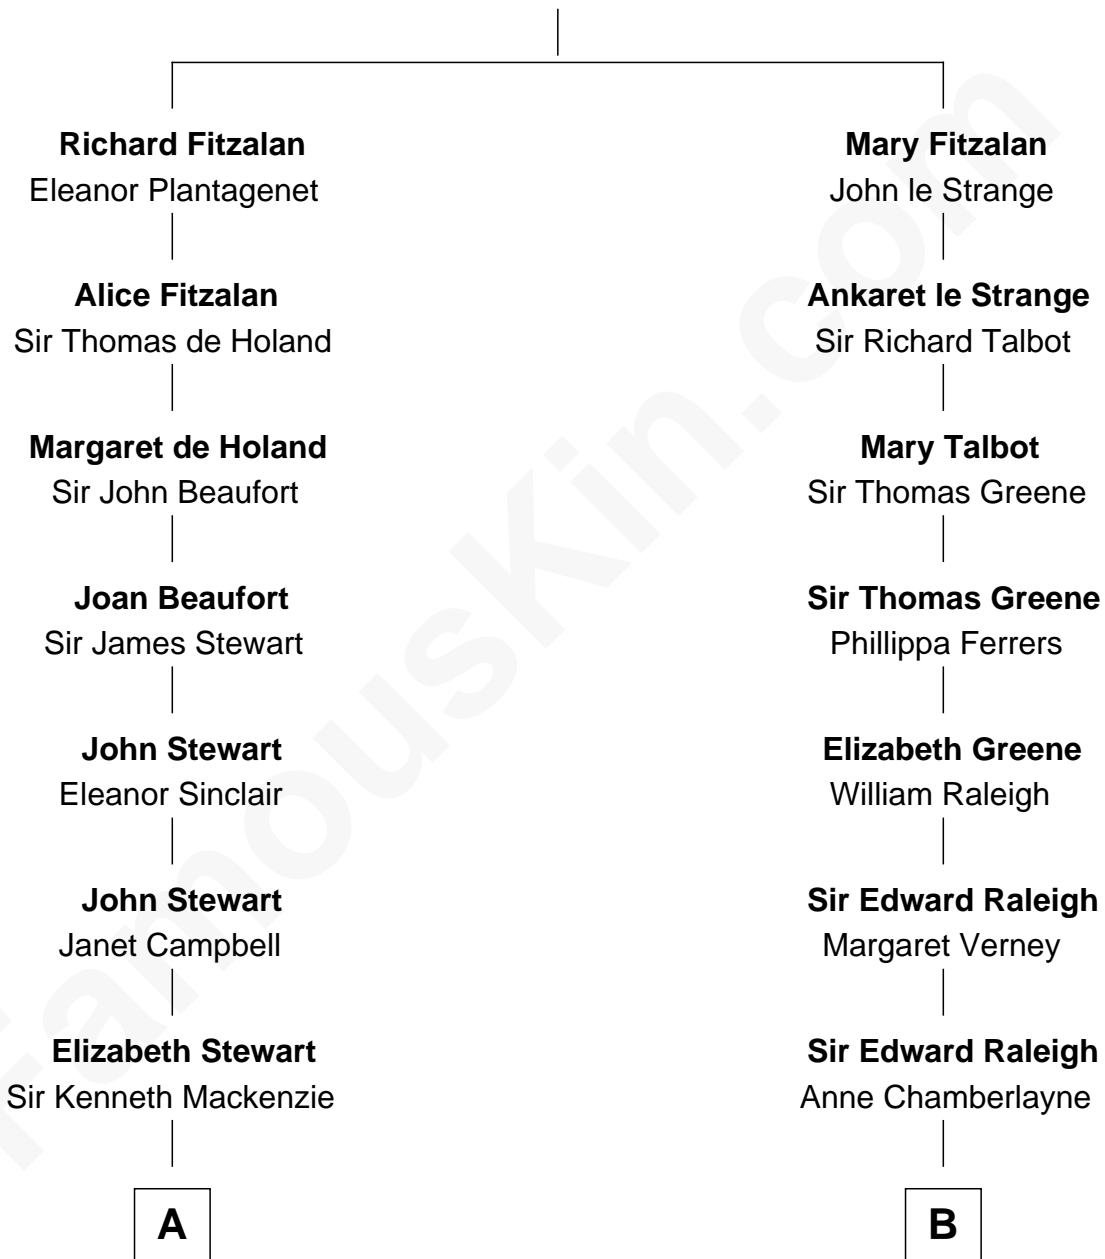 Richard Fitzalan
Eleanor Plantagenet
Alice Fitzalan
Sir Thomas de Holand
Margaret de Holand
Sir John Beaufort
Joan Beaufort
Sir James Stewart
John Stewart
Eleanor Sinclair
John Stewart
Janet Campbell
Elizabeth Stewart
Sir Kenneth Mackenzie
A
Mary Fitzalan
John le Strange
Ankaret le Strange
Sir Richard Talbot
Mary Talbot
Sir Thomas Greene
Sir Thomas Greene
Phillippa Ferrers
Elizabeth Greene
William Raleigh
Sir Edward Raleigh
Margaret Verney
Sir Edward Raleigh
Anne Chamberlayne
B
FamousKin.com